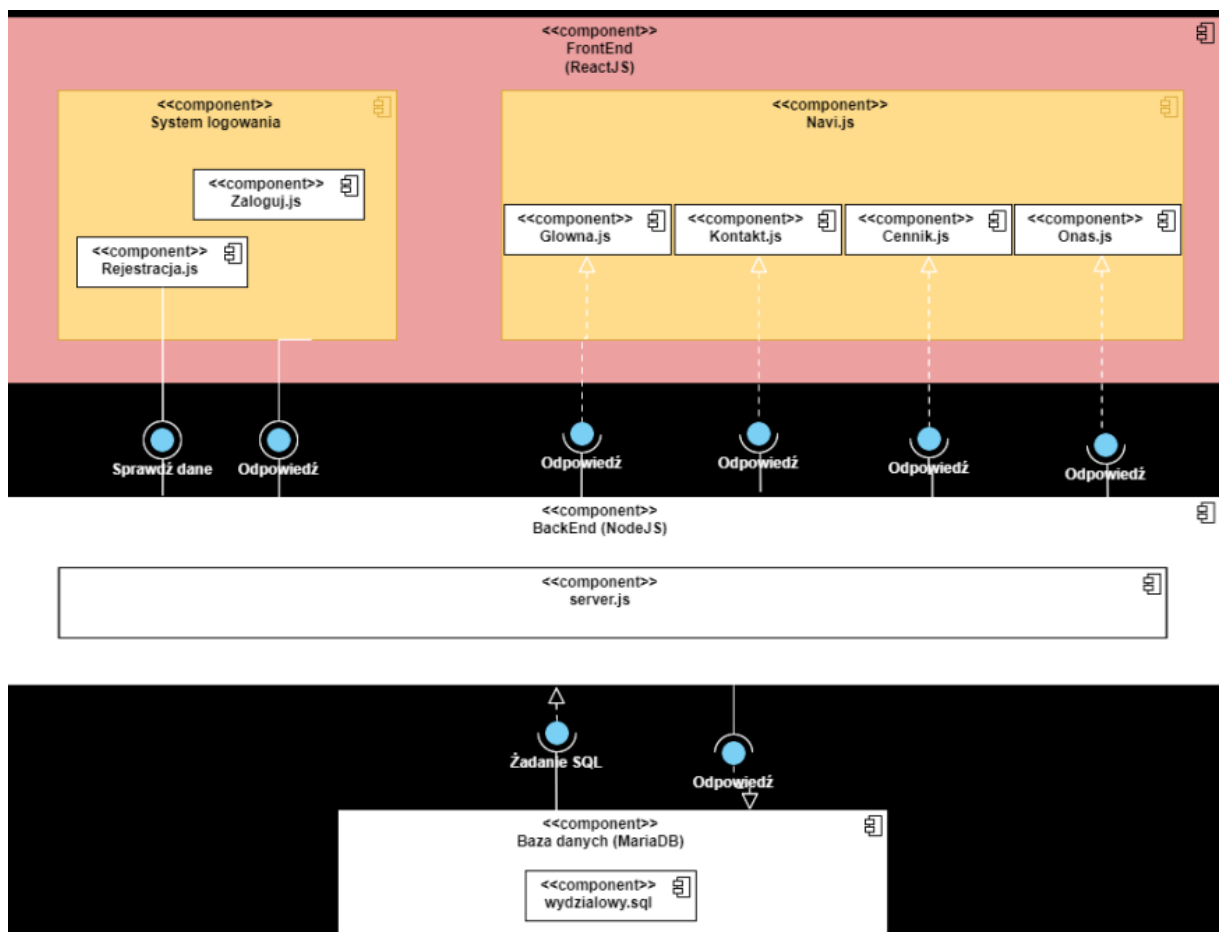 <<component>>
FrontEnd
(ReactJS)
<<component>>
System logowania
<<component>>
Zaloguj.js
<<component>>
Rejestracja.js
<<component>>
Navi.js
<<component>>
Glowna.js
<<component>>
Kontakt.js
<<component>>
Cennik.js
<<component>>
Onas.js
Sprawdź dane
Odpowiedź
Odpowiedź
Odpowiedź
Odpowiedź
Odpowiedź
<<component>>
BackEnd (NodeJS)
<<component>>
server.js
Żadanie SQL
Odpowiedź
<<component>>
Baza danych (MariaDB)
<<component>>
wydzialowy.sql